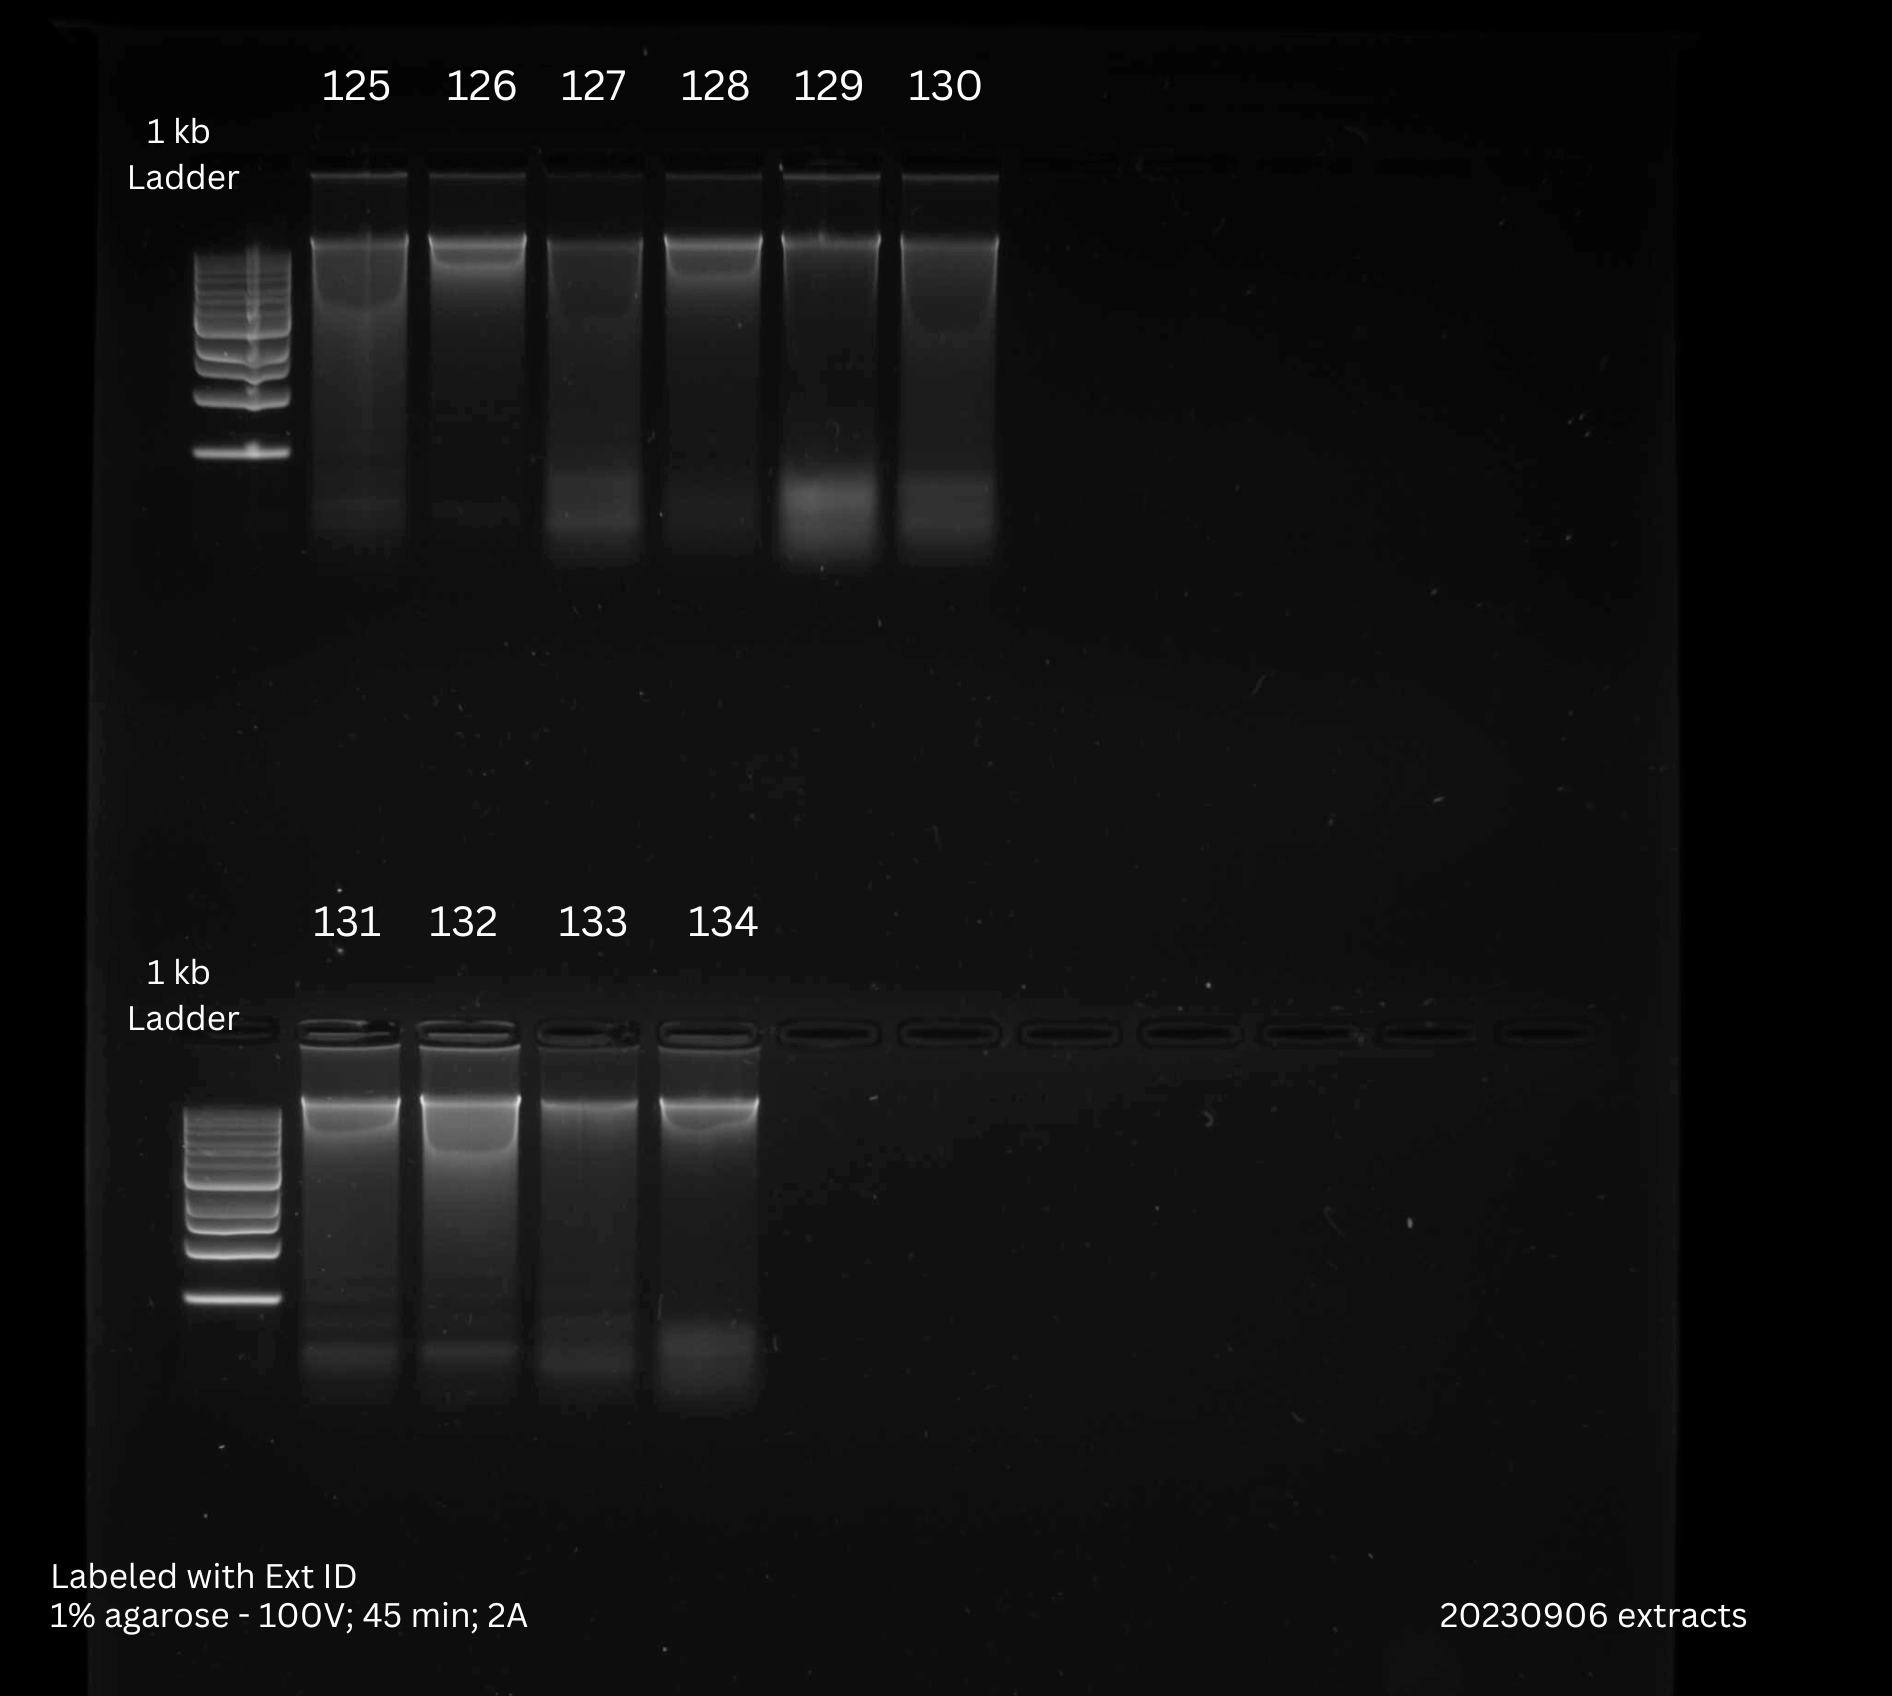 125 126 127 128 129 130
1 kb
Ladder
131 132 133 134
1 kb
Ladder
Labeled with Ext ID
1% agarose - 100V; 45 min; 2A
20230906 extracts